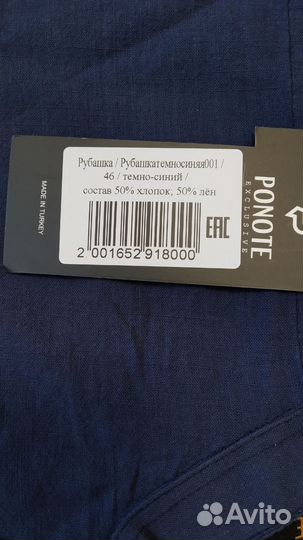 Рубашка / Рубашкатемносиняя001 /
46 / темно-синий /
состав 50% хлопок; 50% лён
2 001652 918000
EAC
MADE IN TURKEY
PONOTE
EXCLUSIVE
Avito